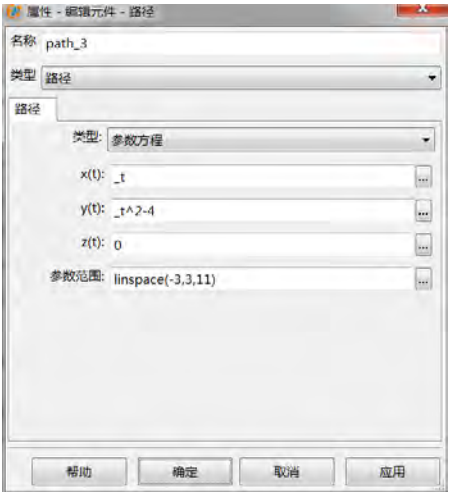 属性 - 编辑元件 - 路径
名称 path_3
类型 路径
路径
类型: 参数方程
x(t): _t ...
y(t): _t^2-4 ...
z(t): 0 ...
参数范围: linspace(-3,3,11) ...
帮助 确定 取消 应用